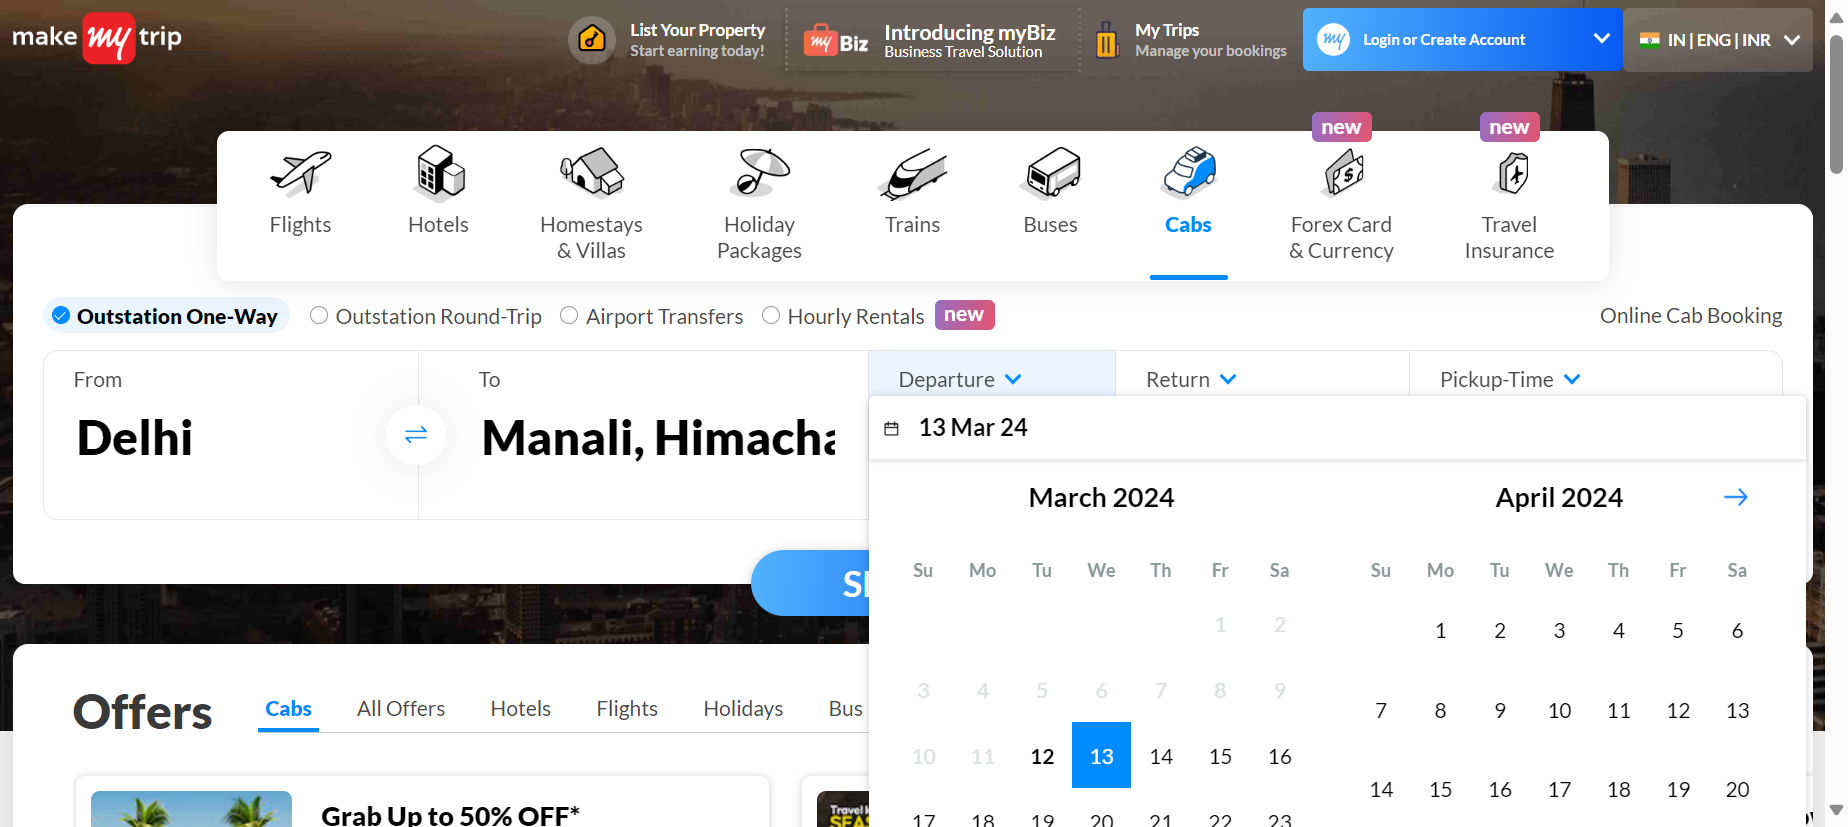 make my trip
List Your Property
Start earning today!
my Biz
Introducing myBiz
Business Travel Solution
My Trips
Manage your bookings
my
Login or Create Account
IN | ENG | INR
new
new
Flights
Hotels
Homestays
& Villas
Holiday
Packages
Trains
Buses
Cabs
Forex Card
& Currency
Travel
Insurance
Outstation One-Way
Outstation Round-Trip
Airport Transfers
Hourly Rentals
new
Online Cab Booking
From
Delhi
To
Manali, Himacha
Departure
Return
Pickup-Time
13 Mar 24
March 2024
April 2024
Su Mo Tu We Th Fr Sa
1 2
3 4 5 6 7 8 9
10 11 12 13 14 15 16
17 18 19 20 21 22 23
Su Mo Tu We Th Fr Sa
1 2 3 4 5 6
7 8 9 10 11 12 13
14 15 16 17 18 19 20
Offers
Cabs
All Offers
Hotels
Flights
Holidays
Bus
Grab Up to 50% OFF*